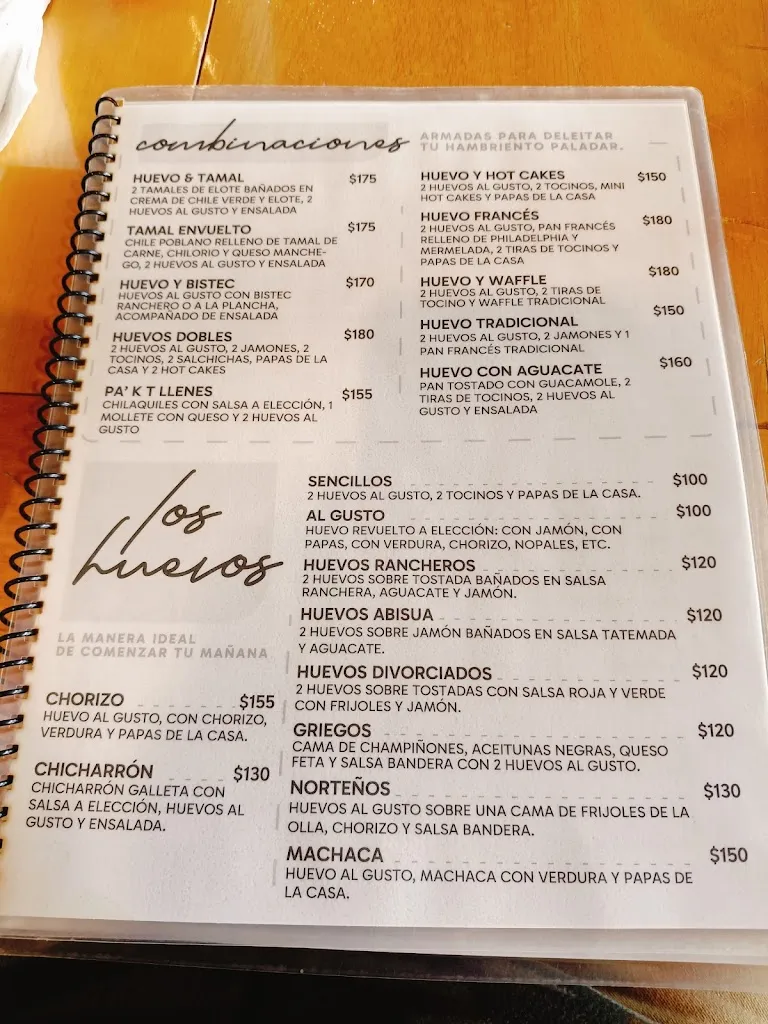 combinaciones
ARMADAS PARA DELEITAR
TU HAMBRIENTO PALADAR.
HUEVO & TAMAL $175
2 TAMALES DE ELOTE BAÑADOS EN
CREMA DE CHILE VERDE Y ELOTE, 2
HUEVOS AL GUSTO Y ENSALADA
TAMAL ENVUELTO $175
CHILE POBLANO RELLENO DE TAMAL DE
CARNE, CHILORIO Y QUESO MANCHE-
GO, 2 HUEVOS AL GUSTO Y ENSALADA
HUEVO Y BISTEC $170
HUEVOS AL GUSTO CON BISTEC
RANCHERO O A LA PLANCHA,
ACOMPAÑADO DE ENSALADA
HUEVOS DOBLES $180
2 HUEVOS AL GUSTO, 2 JAMONES, 2
TOCINOS, 2 SALCHICHAS, PAPAS DE LA
CASA Y 2 HOT CAKES
PA' K T LLENES $155
CHILAQUILES CON SALSA A ELECCIÓN, 1
MOLLETE CON QUESO Y 2 HUEVOS AL
GUSTO
HUEVO Y HOT CAKES $150
2 HUEVOS AL GUSTO, 2 TOCINOS, MINI
HOT CAKES Y PAPAS DE LA CASA
HUEVO FRANCÉS $180
2 HUEVOS AL GUSTO, PAN FRANCÉS
RELLENO DE PHILADELPHIA Y
MERMELADA, 2 TIRAS DE TOCINOS Y
PAPAS DE LA CASA
HUEVO Y WAFFLE $180
2 HUEVOS AL GUSTO, 2 TIRAS DE
TOCINO Y WAFFLE TRADICIONAL
HUEVO TRADICIONAL $150
2 HUEVOS AL GUSTO, 2 JAMONES Y 1
PAN FRANCÉS TRADICIONAL
HUEVO CON AGUACATE $160
PAN TOSTADO CON GUACAMOLE, 2
TIRAS DE TOCINOS, 2 HUEVOS AL
GUSTO Y ENSALADA
los
huevos
LA MANERA IDEAL
DE COMENZAR TU MAÑANA
CHORIZO $155
HUEVO AL GUSTO, CON CHORIZO,
VERDURA Y PAPAS DE LA CASA.
CHICHARRÓN $130
CHICHARRÓN GALLETA CON
SALSA A ELECCIÓN, HUEVOS AL
GUSTO Y ENSALADA.
SENCILLOS $100
2 HUEVOS AL GUSTO, 2 TOCINOS Y PAPAS DE LA CASA.
AL GUSTO $100
HUEVO REVUELTO A ELECCIÓN: CON JAMÓN, CON
PAPAS, CON VERDURA, CHORIZO, NOPALES, ETC.
HUEVOS RANCHEROS $120
2 HUEVOS SOBRE TOSTADA BAÑADOS EN SALSA
RANCHERA, AGUACATE Y JAMÓN.
HUEVOS ABISUA $120
2 HUEVOS SOBRE JAMÓN BAÑADOS EN SALSA TATEMADA
Y AGUACATE.
HUEVOS DIVORCIADOS $120
2 HUEVOS SOBRE TOSTADAS CON SALSA ROJA Y VERDE
CON FRIJOLES Y JAMÓN.
GRIEGOS $120
CAMA DE CHAMPIÑONES, ACEITUNAS NEGRAS, QUESO
FETA Y SALSA BANDERA CON 2 HUEVOS AL GUSTO.
NORTEÑOS $130
HUEVOS AL GUSTO SOBRE UNA CAMA DE FRIJOLES DE LA
OLLA, CHORIZO Y SALSA BANDERA.
MACHACA $150
HUEVO AL GUSTO, MACHACA CON VERDURA Y PAPAS DE
LA CASA.